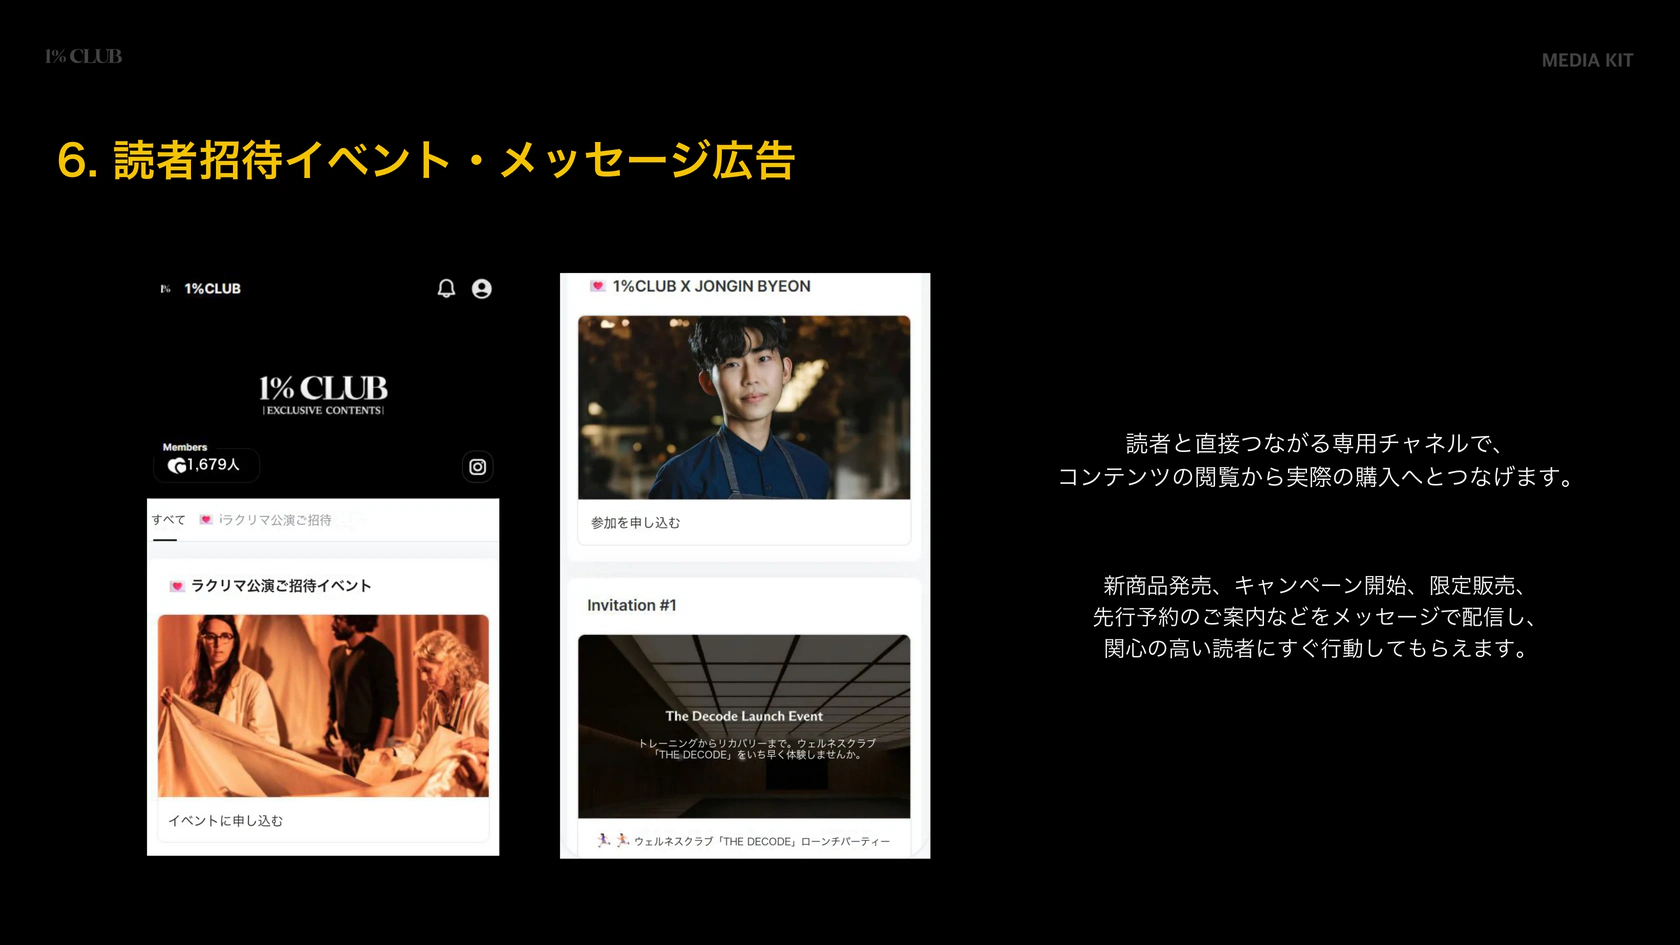 1% CLUB
MEDIA KIT
6. 読者招待イベント・メッセージ広告
1% 1%CLUB
1% CLUB
|EXCLUSIVE CONTENTS|
Members
1,679人
すべて
ラクリマ公演ご招待
ラクリマ公演ご招待イベント
イベントに申し込む
1%CLUB X JONGIN BYEON
参加を申し込む
Invitation #1
The Decode Launch Event
トレーニングからリカバリーまで。ウェルネスクラブ
「THE DECODE」をいち早く体験しませんか。
ウェルネスクラブ「THE DECODE」ローンチパーティー
読者と直接つながる専用チャネルで、
コンテンツの閲覧から実際の購入へとつなげます。
新商品発売、キャンペーン開始、限定販売、
先行予約のご案内などをメッセージで配信し、
関心の高い読者にすぐ行動してもらえます。